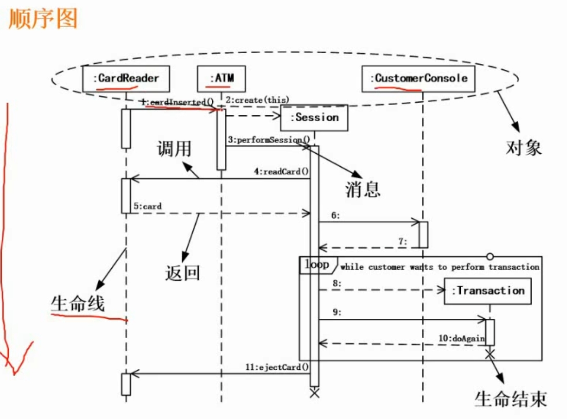 顺序图
:CardReader
:ATM
:CustomerConsole
1:cardInserted()
2:create(this)
:Session
对象
3:performSession()
调用
4:readCard()
消息
5:card
6:
7:
返回
loop
while customer wants to perform transaction
8:
:Transaction
生命线
9:
10:doAgain
11:ejectCard()
生命结束